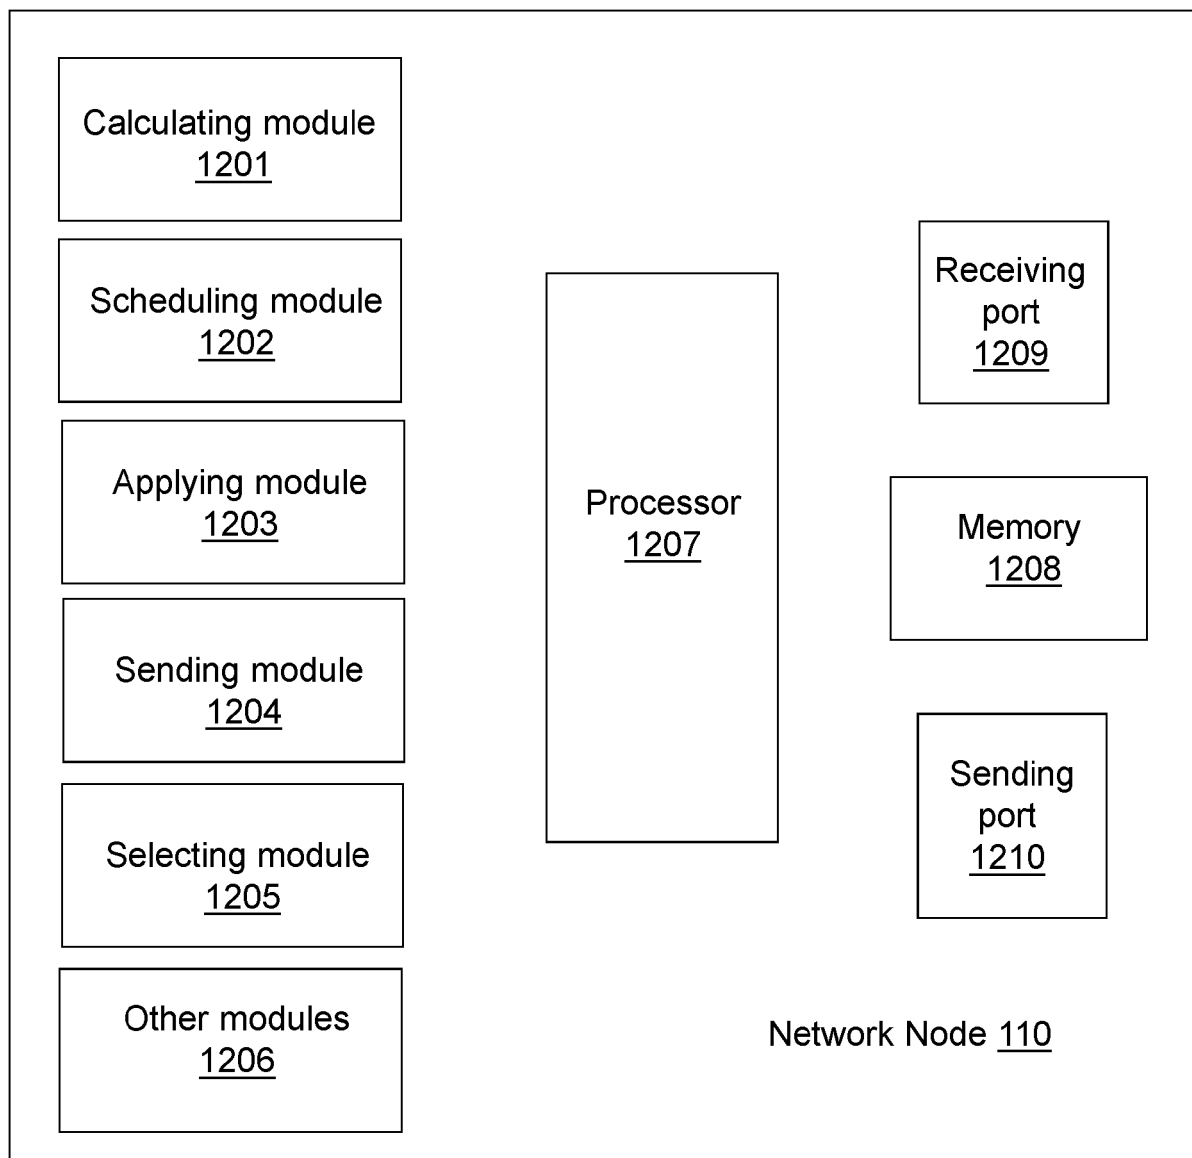 Calculating module
1201
Scheduling module
1202
Applying module
1203
Sending module
1204
Selecting module
1205
Other modules
1206
Processor
1207
Receiving
port
1209
Memory
1208
Sending
port
1210
Network Node 110